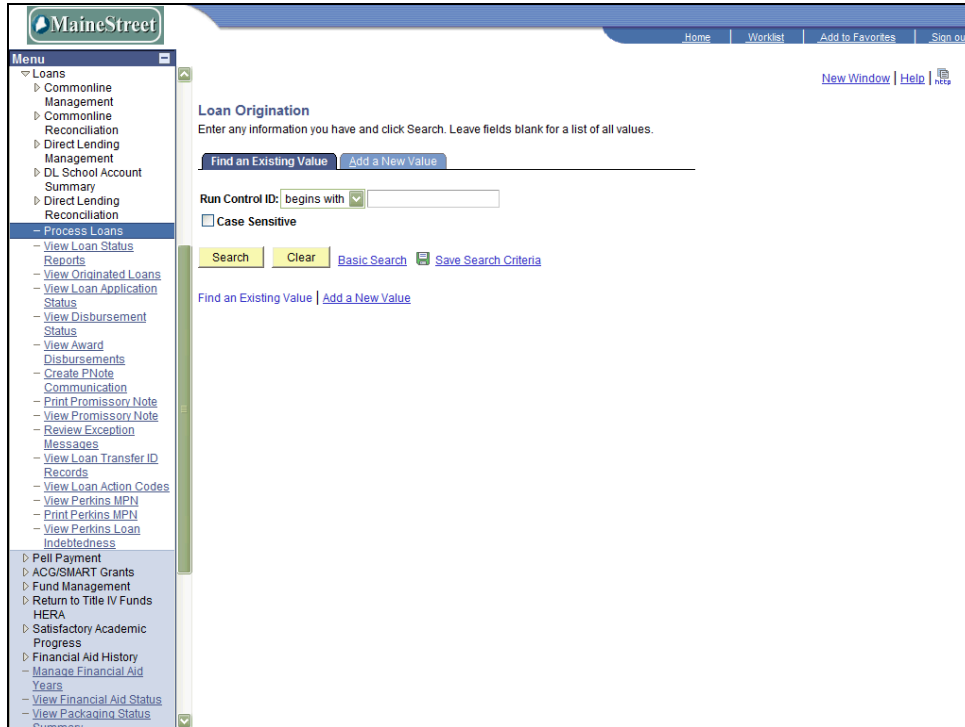 MaineStreet
Home
Worklist
Add to Favorites
Sign ou
Menu
Loans
Commonline
Management
Commonline
Reconciliation
Direct Lending
Management
DL School Account
Summary
Direct Lending
Reconciliation
– Process Loans
– View Loan Status
Reports
– View Originated Loans
– View Loan Application
Status
– View Disbursement
Status
– View Award
Disbursements
– Create PNote
Communication
– Print Promissory Note
– View Promissory Note
– Review Exception
Messages
– View Loan Transfer ID
Records
– View Loan Action Codes
– View Perkins MPN
– Print Perkins MPN
– View Perkins Loan
Indebtedness
Pell Payment
ACG/SMART Grants
Fund Management
Return to Title IV Funds
HERA
Satisfactory Academic
Progress
Financial Aid History
– Manage Financial Aid
Years
– View Financial Aid Status
– View Packaging Status
Summary
New Window | Help | http
Loan Origination
Enter any information you have and click Search. Leave fields blank for a list of all values.
Find an Existing Value
Add a New Value
Run Control ID: begins with
Case Sensitive
Search
Clear
Basic Search
Save Search Criteria
Find an Existing Value | Add a New Value